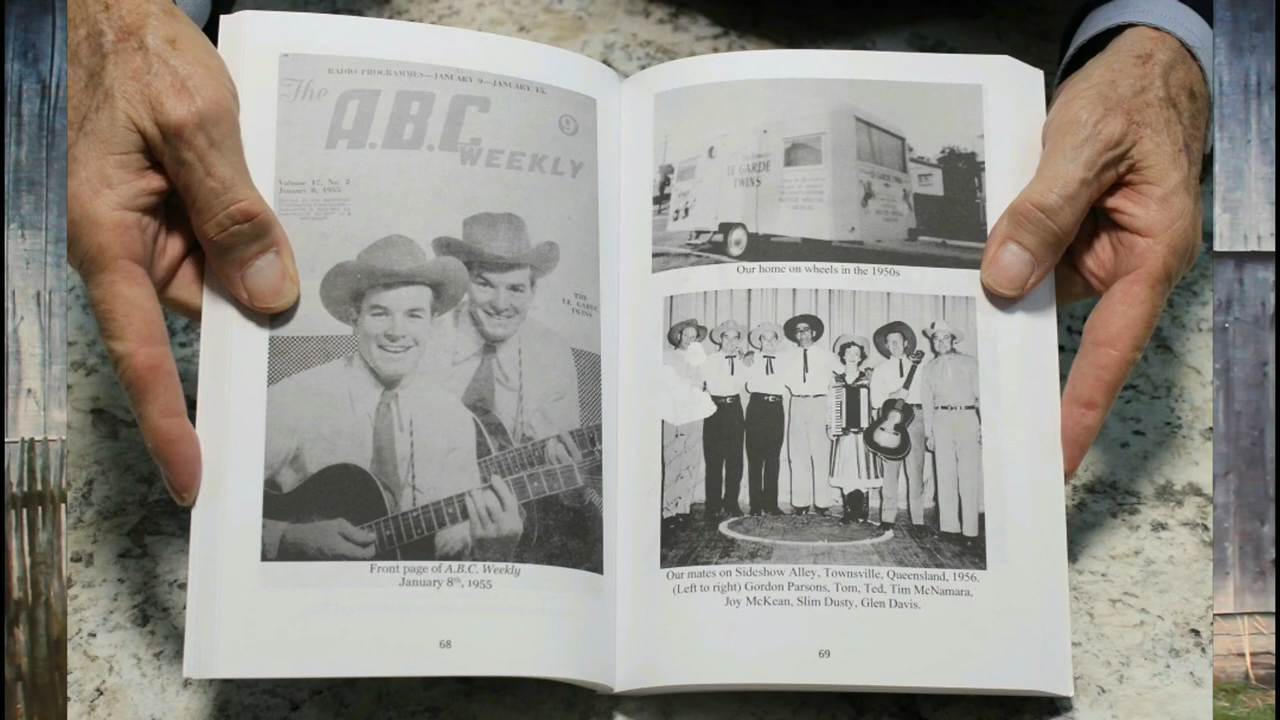 RADIO PROGRAMMES—JANUARY 9—JANUARY 15.
The
A.B.C.
WEEKLY
9
Volume 17, No. 2
January 8, 1955
THE
LE GARDE
TWINS
Front page of A.B.C. Weekly
January 8th, 1955
68
LE GARDE
TWINS
LE GARDE TWINS
Our home on wheels in the 1950s
Our mates on Sideshow Alley, Townsville, Queensland, 1956.
(Left to right) Gordon Parsons, Tom, Ted, Tim McNamara,
Joy McKean, Slim Dusty, Glen Davis.
69